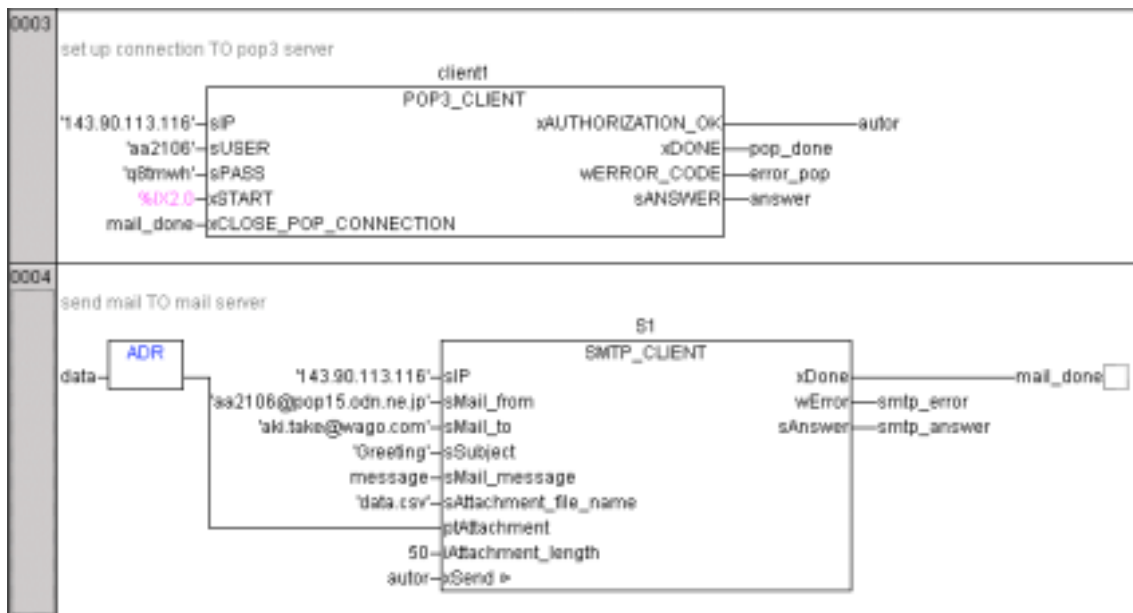 0003
set up connection TO pop3 server
client1
POP3_CLIENT
'143.90.113.116' sIP xAUTHORIZATION_OK autor
'aa2106' sUSER xDONE pop_done
'q8tmwh' sPASS wERROR_CODE error_pop
%IX2.0 xSTART sANSWER answer
mail_done xCLOSE_POP_CONNECTION
0004
send mail TO mail server
S1
ADR SMTP_CLIENT
data '143.90.113.116' sIP xDone mail_done
'aa2106@pop15.odn.ne.jp' sMail_from wError smtp_error
'aki.take@wago.com' sMail_to sAnswer smtp_answer
'Greeting' sSubject
message sMail_message
'data.csv' sAttachment_file_name
ptAttachment
50 iAttachment_length
autor xSend